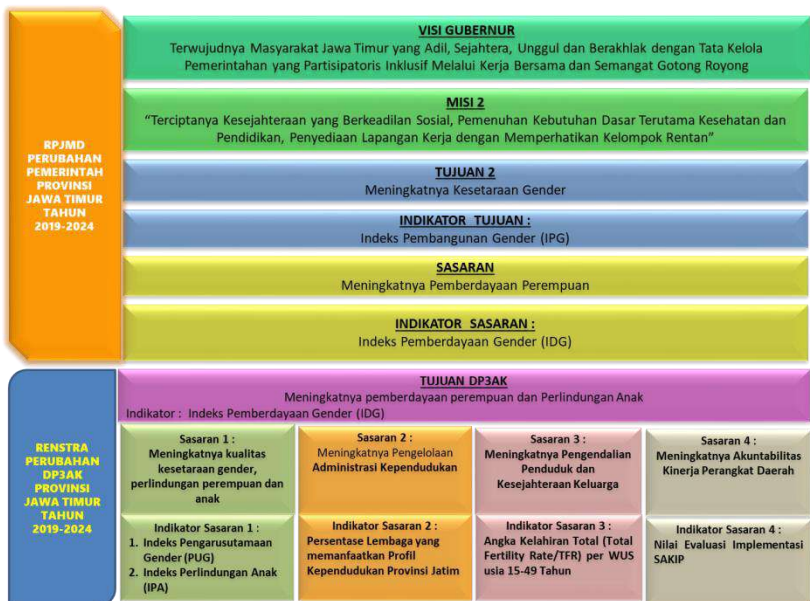 RPJMD
PERUBAHAN
PEMERINTAH
PROVINSI
JAWA TIMUR
TAHUN
2019-2024
VISI GUBERNUR
Terwujudnya Masyarakat Jawa Timur yang Adil, Sejahtera, Unggul dan Berakhlak dengan Tata Kelola
Pemerintahan yang Partisipatoris Inklusif Melalui Kerja Bersama dan Semangat Gotong Royong
MISI 2
“Terciptanya Kesejahteraan yang Berkeadilan Sosial, Pemenuhan Kebutuhan Dasar Terutama Kesehatan dan
Pendidikan, Penyediaan Lapangan Kerja dengan Memperhatikan Kelompok Rentan”
TUJUAN 2
Meningkatnya Kesetaraan Gender
INDIKATOR TUJUAN :
Indeks Pembangunan Gender (IPG)
SASARAN
Meningkatnya Pemberdayaan Perempuan
INDIKATOR SASARAN :
Indeks Pemberdayaan Gender (IDG)
RENSTRA
PERUBAHAN
DP3AK
PROVINSI
JAWA TIMUR
TAHUN
2019-2024
TUJUAN DP3AK
Meningkatnya pemberdayaan perempuan dan Perlindungan Anak
Indikator : Indeks Pemberdayaan Gender (IDG)
Sasaran 1 :
Meningkatnya kualitas
kesetaraan gender,
perlindungan perempuan dan
anak
Sasaran 2 :
Meningkatnya Pengelolaan
Administrasi Kependudukan
Sasaran 3 :
Meningkatnya Pengendalian
Penduduk dan
Kesejahteraan Keluarga
Sasaran 4 :
Meningkatnya Akuntabilitas
Kinerja Perangkat Daerah
Indikator Sasaran 1 :
1. Indeks Pengarusutamaan
Gender (PUG)
2. Indeks Perlindungan Anak
(IPA)
Indikator Sasaran 2 :
Persentase Lembaga yang
memanfaatkan Profil
Kependudukan Provinsi Jatim
Indikator Sasaran 3 :
Angka Kelahiran Total (Total
Fertility Rate/TFR) per WUS
usia 15-49 Tahun
Indikator Sasaran 4 :
Nilai Evaluasi Implementasi
SAKIP